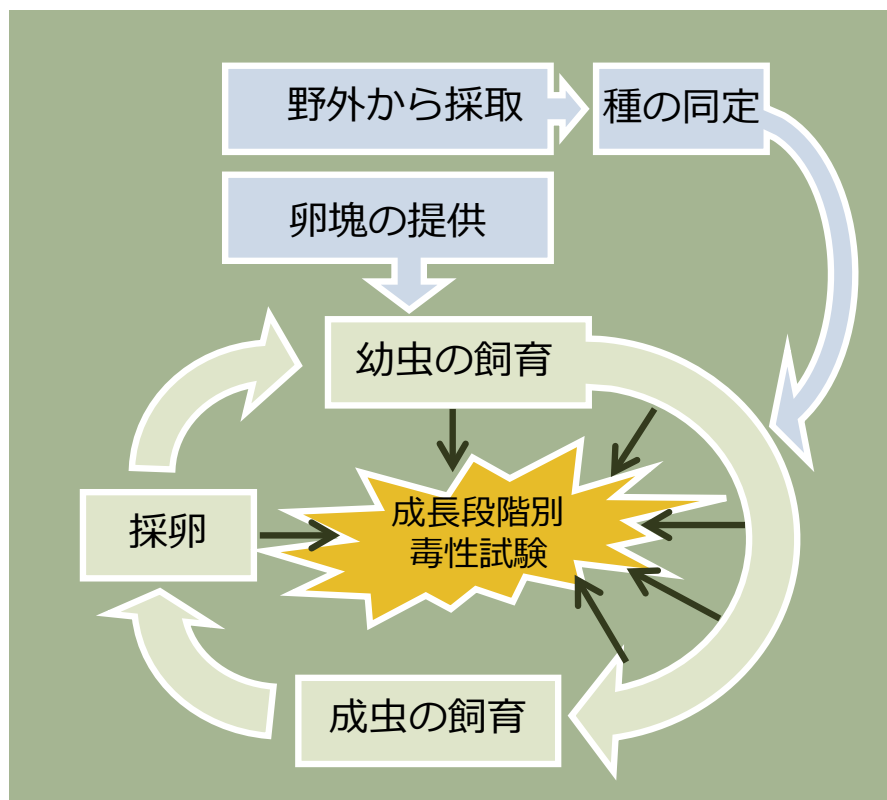 野外から採取
種の同定
卵塊の提供
幼虫の飼育
成長段階別
毒性試験
採卵
成虫の飼育